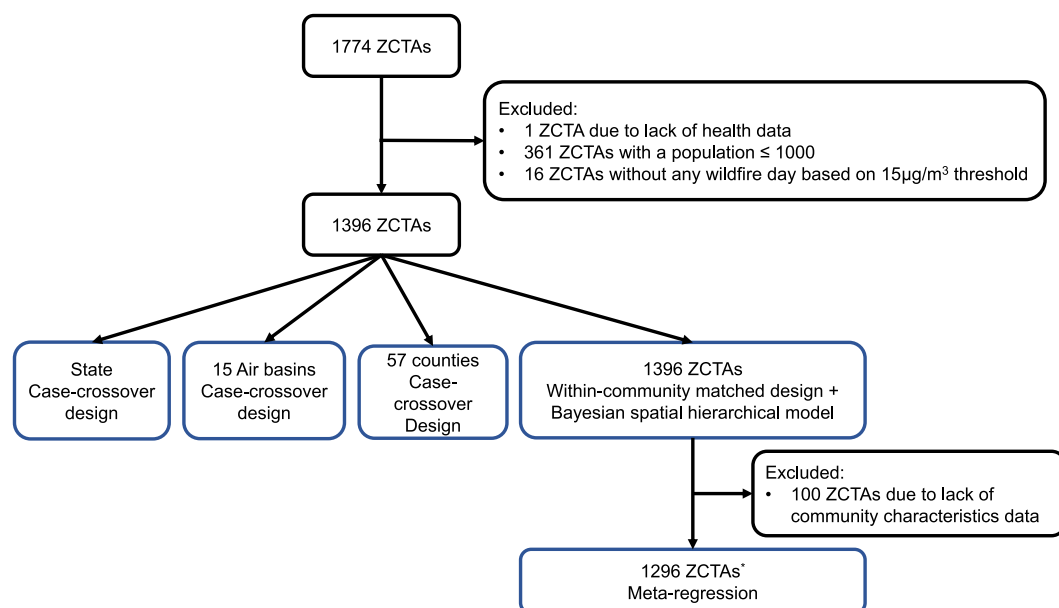 1774 ZCTAs
Excluded:
• 1 ZCTA due to lack of health data
• 361 ZCTAs with a population ≤ 1000
• 16 ZCTAs without any wildfire day based on 15µg/m³ threshold
1396 ZCTAs
State
Case-crossover
design
15 Air basins
Case-crossover
design
57 counties
Case-
crossover
Design
1396 ZCTAs
Within-community matched design +
Bayesian spatial hierarchical model
Excluded:
• 100 ZCTAs due to lack of
community characteristics data
1296 ZCTAs*
Meta-regression